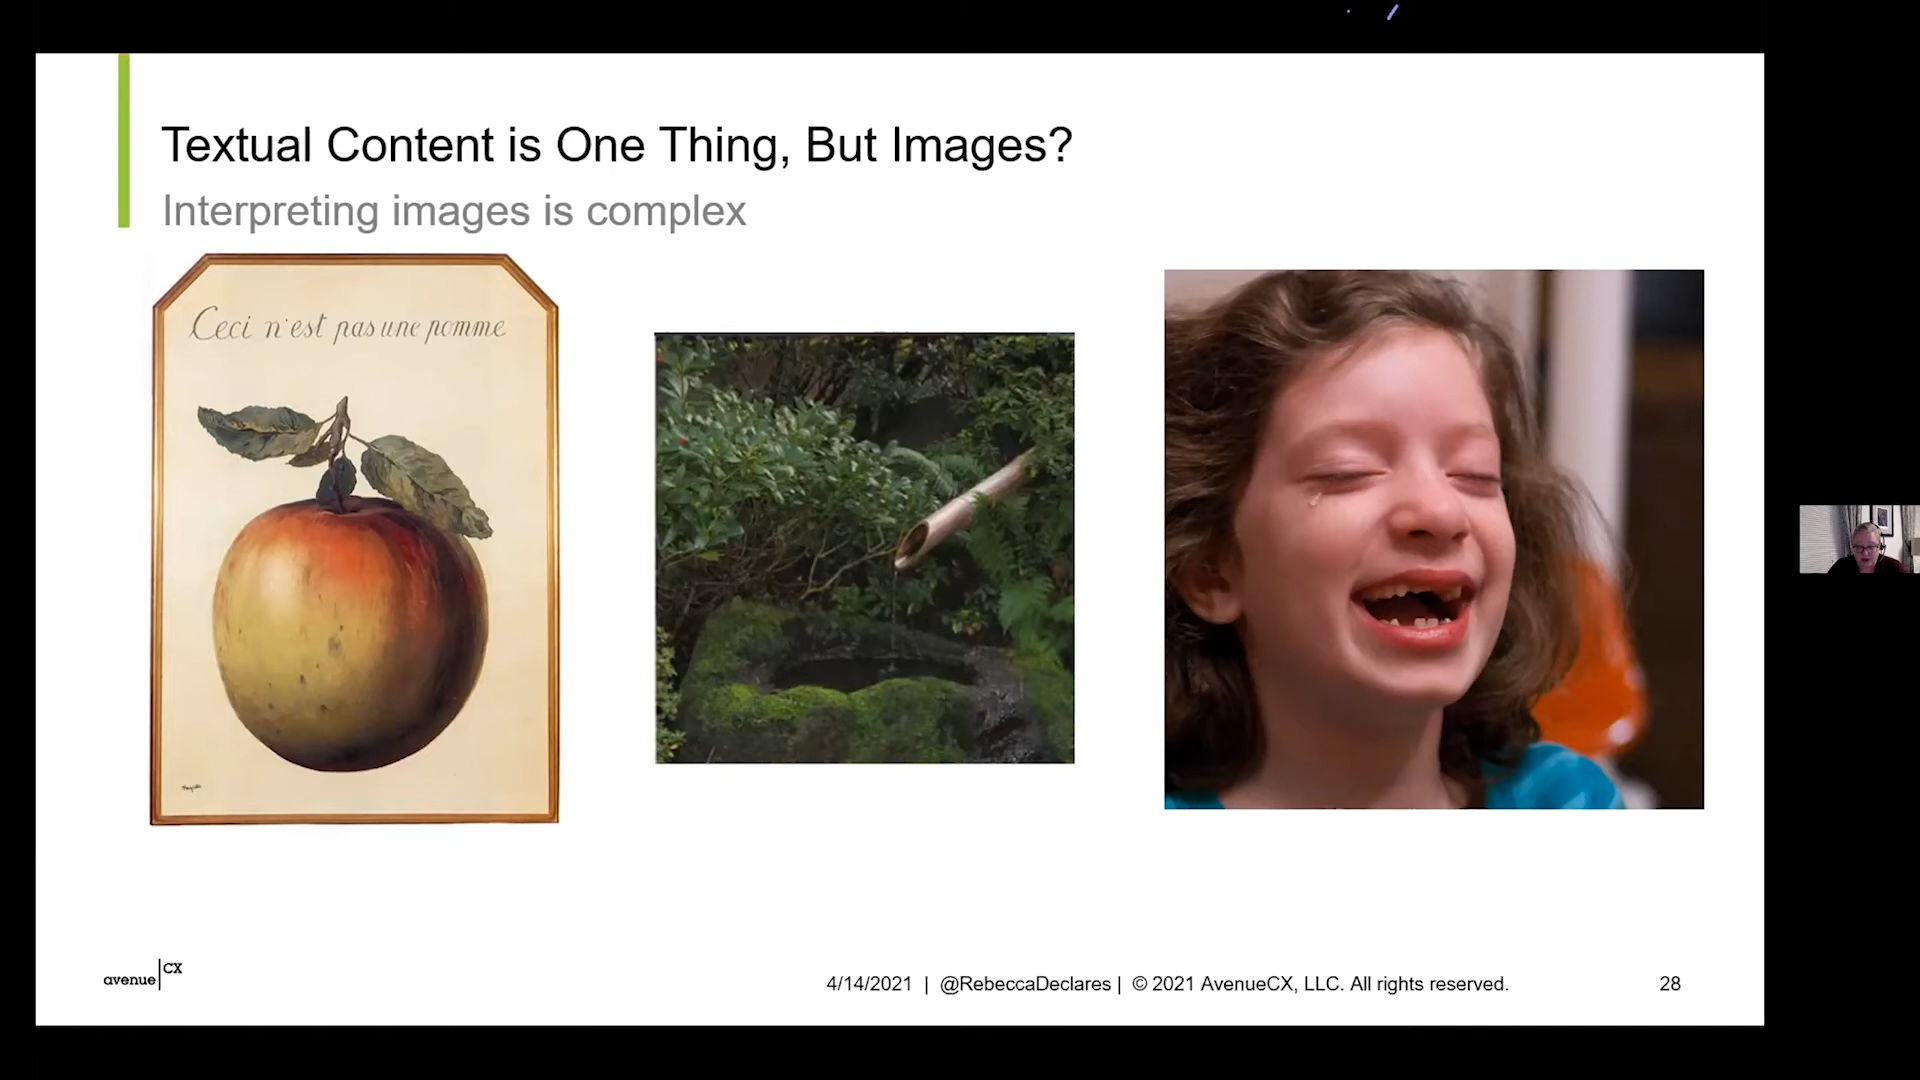 Textual Content is One Thing, But Images?
Interpreting images is complex
Ceci n'est pas une pomme
avenue CX
4/14/2021 | @RebeccaDeclares | © 2021 AvenueCX, LLC. All rights reserved.
28